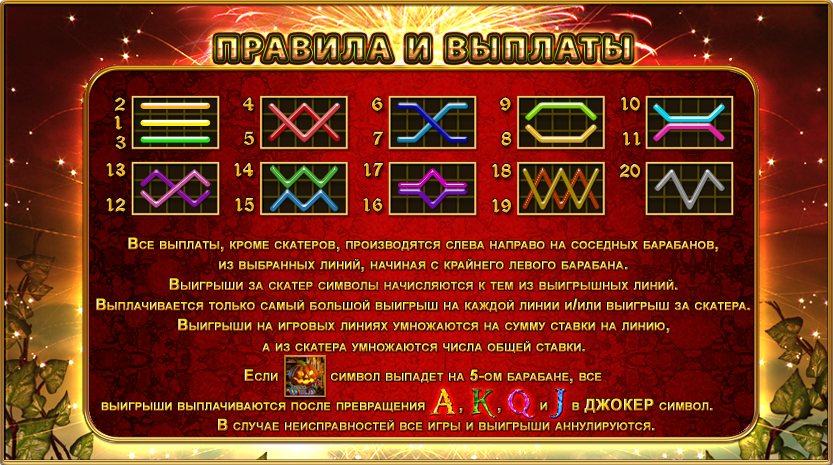 ПРАВИЛА И ВЫПЛАТЫ
2 4 6 9 10
1
3 5 7 8 11
13 14 17 18 20
12 15 16 19
ВСЕ ВЫПЛАТЫ, КРОМЕ СКАТЕРОВ, ПРОИЗВОДЯТСЯ СЛЕВА НАПРАВО НА СОСЕДНЫХ БАРАБАНОВ,
ИЗ ВЫБРАННЫХ ЛИНИЙ, НАЧИНАЯ С КРАЙНЕГО ЛЕВОГО БАРАБАНА.
ВЫИГРЫШИ ЗА СКАТЕР СИМВОЛЫ НАЧИСЛЯЮТСЯ К ТЕМ ИЗ ВЫИГРЫШНЫХ ЛИНИЙ.
ВЫПЛАЧИВАЕТСЯ ТОЛЬКО САМЫЙ БОЛЬШОЙ ВЫИГРЫШ НА КАЖДОЙ ЛИНИИ И/ИЛИ ВЫИГРЫШ ЗА СКАТЕРА.
ВЫИГРЫШИ НА ИГРОВЫХ ЛИНИЯХ УМНОЖАЮТСЯ НА СУММУ СТАВКИ НА ЛИНИЮ,
А ИЗ СКАТЕРА УМНОЖАЮТСЯ ЧИСЛА ОБЩЕЙ СТАВКИ.
ЕСЛИ WILD СИМВОЛ ВЫПАДЕТ НА 5-ОМ БАРАБАНЕ, ВСЕ
ВЫИГРЫШИ ВЫПЛАЧИВАЮТСЯ ПОСЛЕ ПРЕВРАЩЕНИЯ A, K, Q И J В ДЖОКЕР СИМВОЛ.
В СЛУЧАЕ НЕИСПРАВНОСТЕЙ ВСЕ ИГРЫ И ВЫИГРЫШИ АННУЛИРУЮТСЯ.